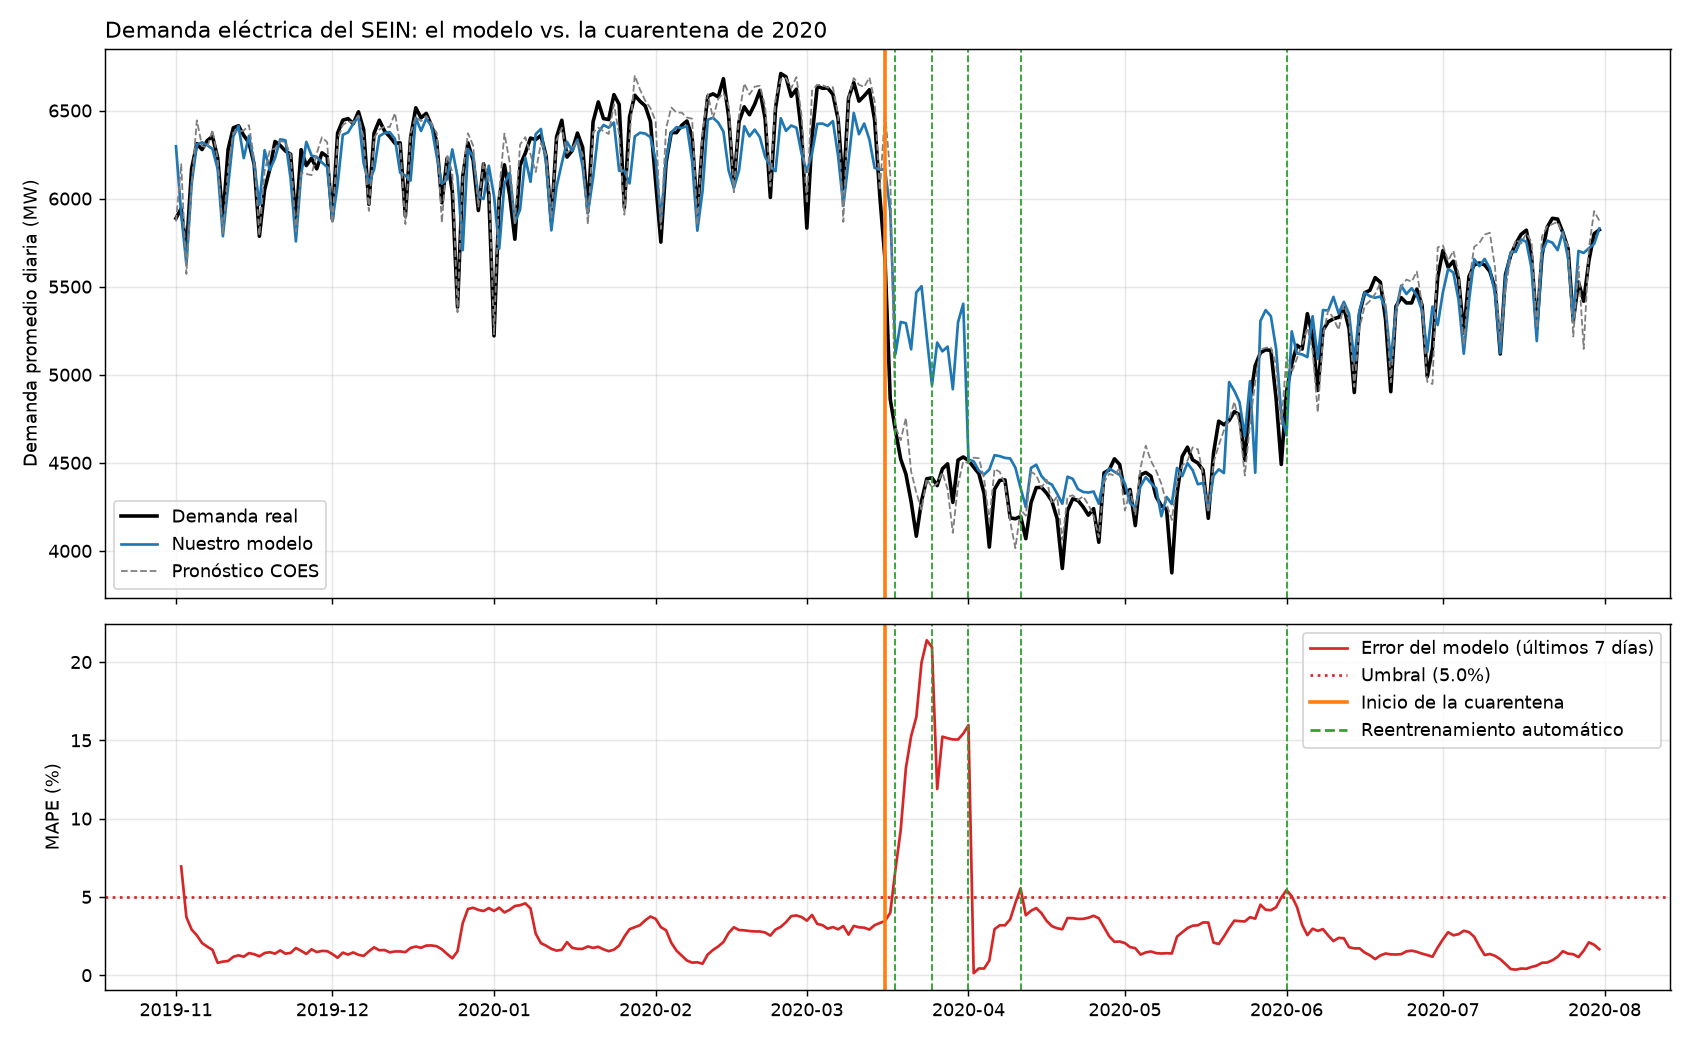 Demanda eléctrica del SEIN: el modelo vs. la cuarentena de 2020
Demanda promedio diaria (MW)
6500
6000
5500
5000
4500
4000
Demanda real
Nuestro modelo
Pronóstico COES
MAPE (%)
20
15
10
5
0
Error del modelo (últimos 7 días)
Umbral (5.0%)
Inicio de la cuarentena
Reentrenamiento automático
2019-11
2019-12
2020-01
2020-02
2020-03
2020-04
2020-05
2020-06
2020-07
2020-08